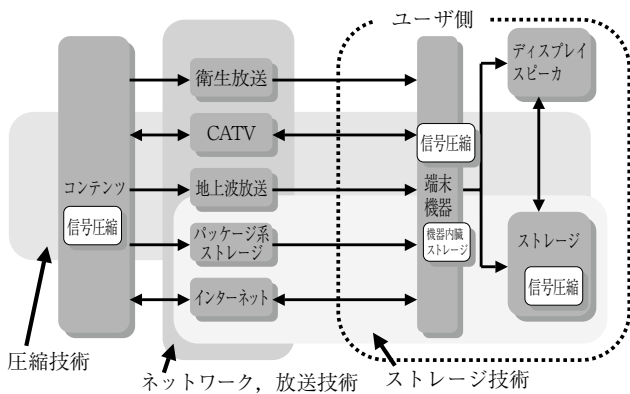 ユーザ側
ディスプレイ
スピーカ
衛生放送
CATV
信号圧縮
コンテンツ
地上波放送
端末
機器
信号圧縮
パッケージ系
ストレージ
機器内臓
ストレージ
ストレージ
信号圧縮
インターネット
圧縮技術
ネットワーク，放送技術
ストレージ技術